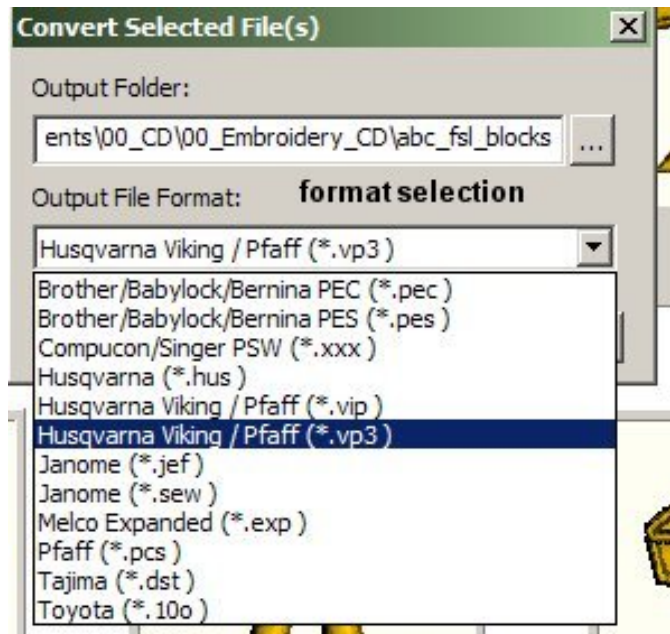 Convert Selected File(s)
Output Folder:
ents\00_CD\00_Embroidery_CD\abc_fsl_blocks
...
Output File Format:
format selection
Husqvarna Viking / Pfaff (*.vp3 )
Brother/Babylock/Bernina PEC (*.pec )
Brother/Babylock/Bernina PES (*.pes )
Compucon/Singer PSW (*.xxx )
Husqvarna (*.hus )
Husqvarna Viking / Pfaff (*.vip )
Husqvarna Viking / Pfaff (*.vp3 )
Janome (*.jef )
Janome (*.sew )
Melco Expanded (*.exp )
Pfaff (*.pcs )
Tajima (*.dst )
Toyota (*.10o )